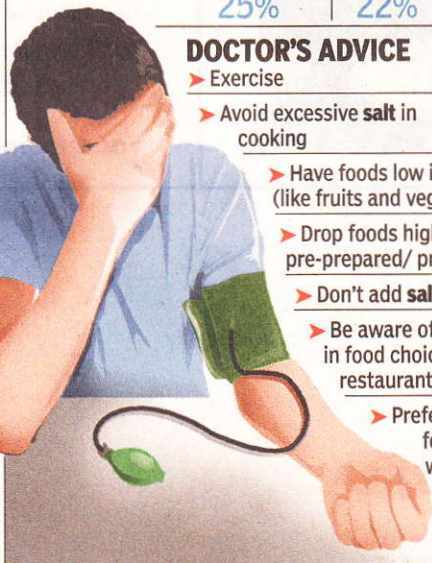 25% 22%
DOCTOR'S ADVICE
➤ Exercise
➤ Avoid excessive salt in
cooking
➤ Have foods low i
(like fruits and veg
➤ Drop foods high
pre-prepared/ pr
➤ Don't add sal
➤ Be aware of
in food choic
restaurant
➤ Prefe
fo
w